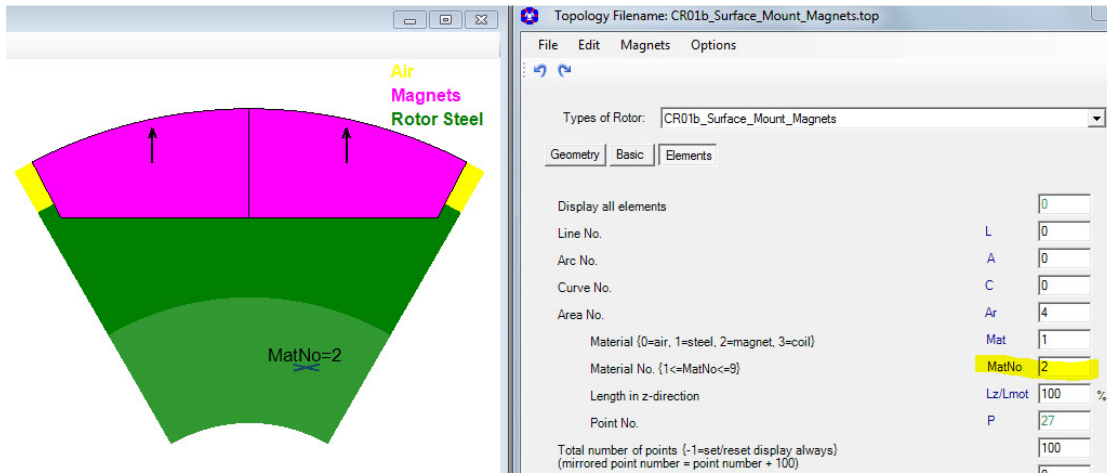 Air
Magnets
Rotor Steel
MatNo=2
Topology Filename: CR01b_Surface_Mount_Magnets.top
File Edit Magnets Options
Types of Rotor: CR01b_Surface_Mount_Magnets
Geometry Basic Elements
Display all elements 0
Line No. L 0
Arc No. A 0
Curve No. C 0
Area No. Ar 4
Material {0=air, 1=steel, 2=magnet, 3=coil} Mat 1
Material No. {1<=MatNo<=9} MatNo 2
Length in z-direction Lz/Lmot 100 %
Point No. P 27
Total number of points {-1=set/reset display always} 100
(mirrored point number = point number + 100)